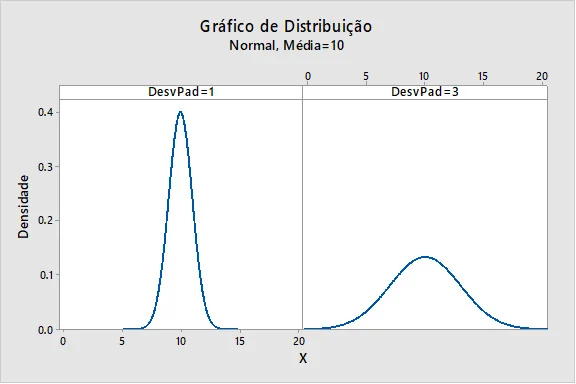 Gráfico de Distribuição
Normal, Média=10
0 5 10 15 20
DesvPad=1 DesvPad=3
0.4
0.3
0.2
0.1
0.0
Densidade
0 5 10 15 20
X